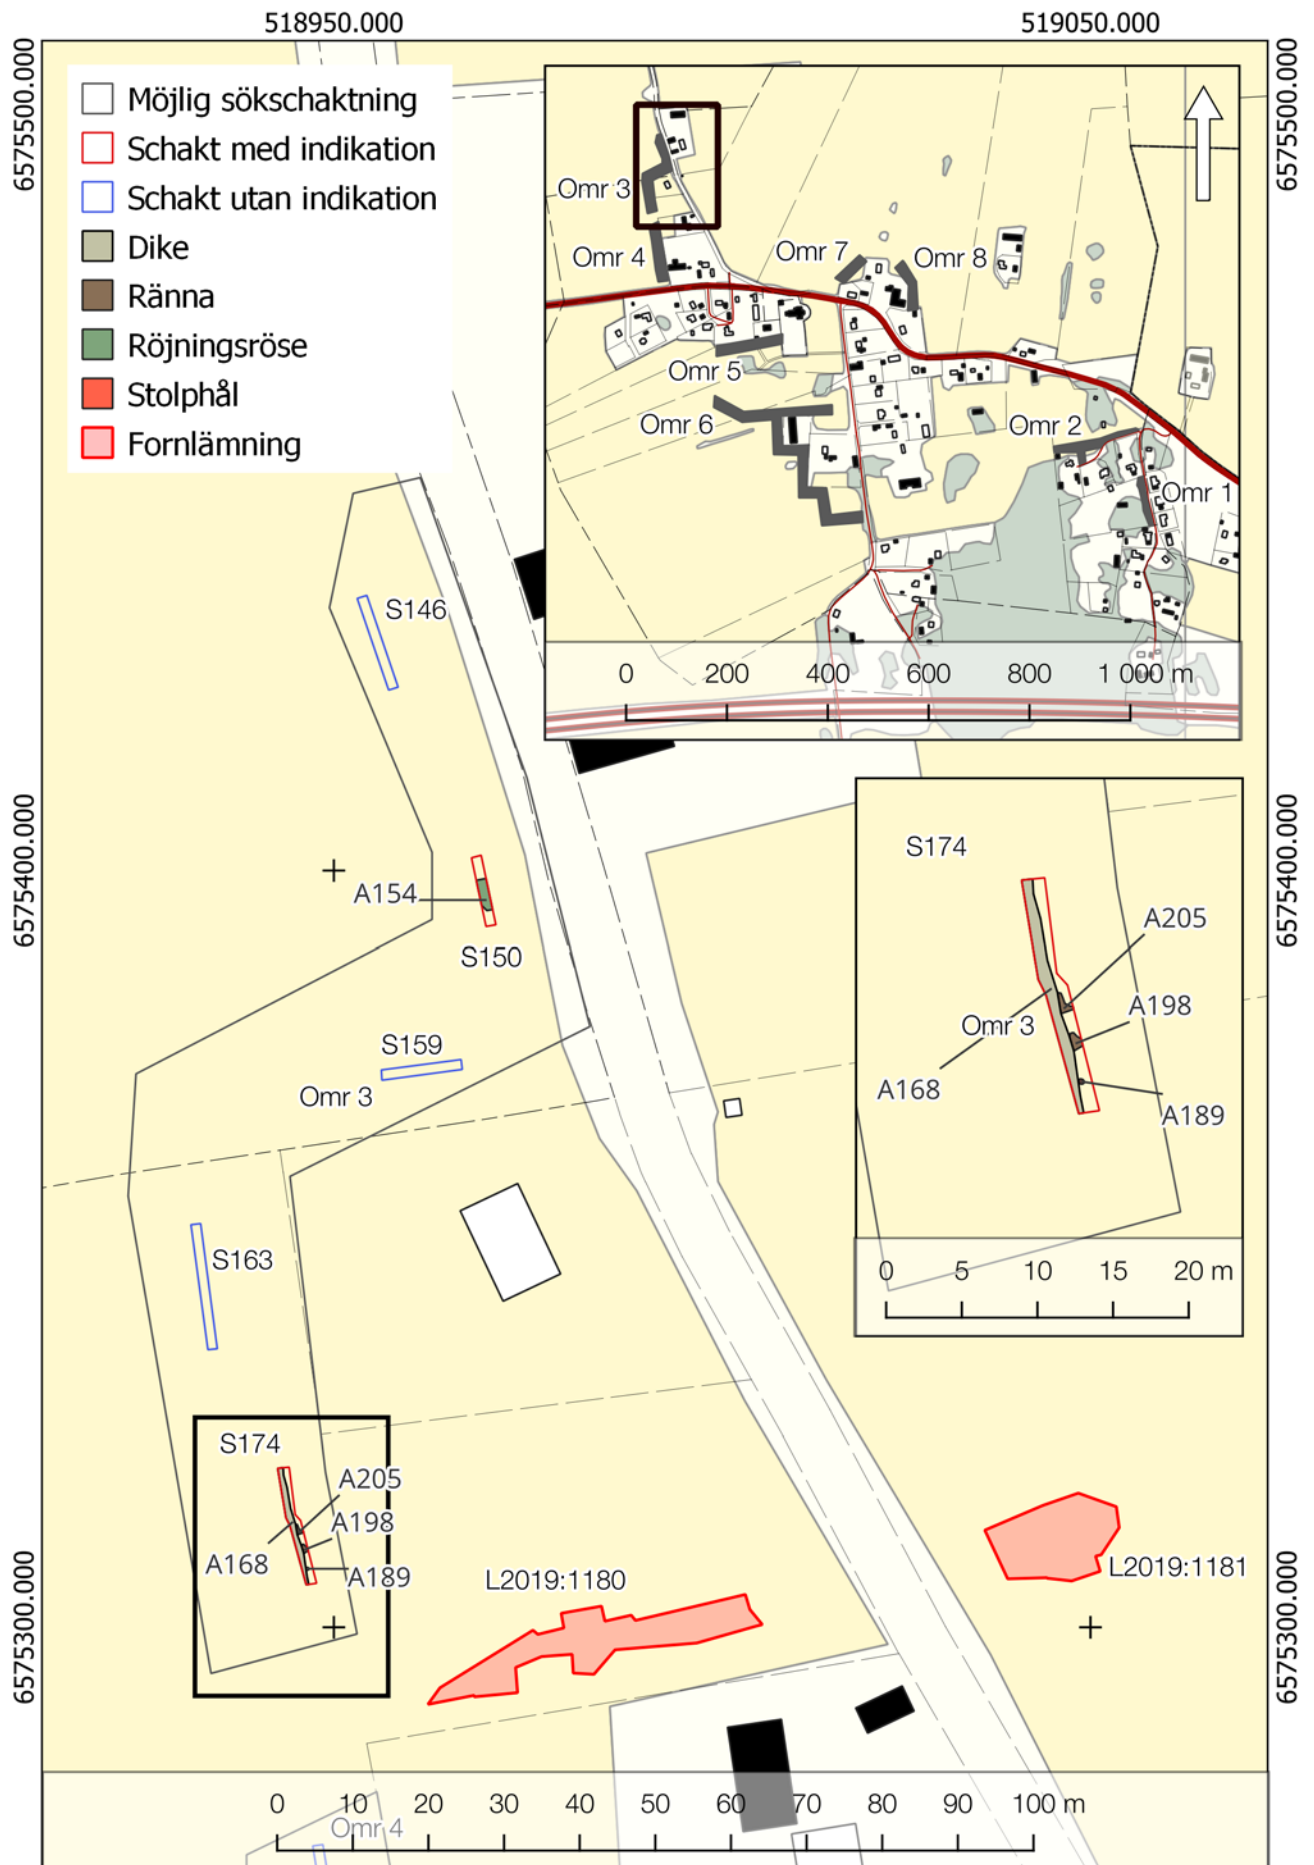 518950.000
519050.000
6575500.000
6575500.000
Möjlig sökschaktning
Schakt med indikation
Schakt utan indikation
Dike
Ränna
Röjningsröse
Stolphål
Fornlämning
Omr 3
Omr 4
Omr 7
Omr 8
Omr 5
Omr 6
Omr 2
Omr 1
0 200 400 600 800 1 000 m
S146
6575400.000
6575400.000
A154
S150
S159
Omr 3
S174
A205
A198
Omr 3
A168
A189
0 5 10 15 20 m
S163
S174
A205
A198
A168
A189
L2019:1180
L2019:1181
6575300.000
6575300.000
0 10 20 30 40 50 60 70 80 90 100 m
Omr 4